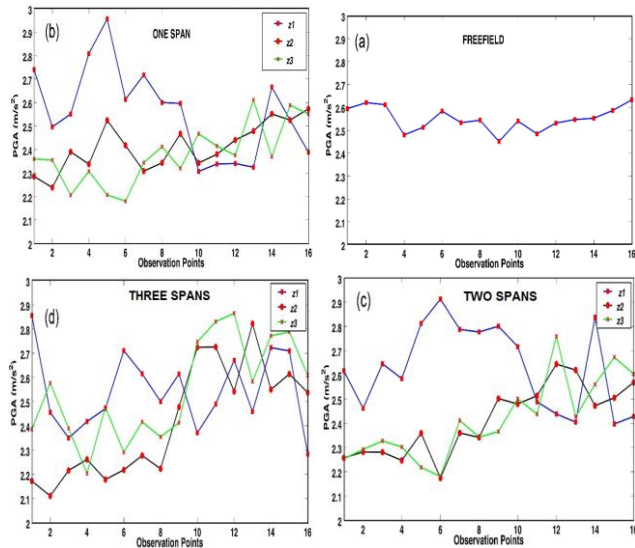 (b)
ONE SPAN
z1
z2
z3
PGA (m/s²)
3
2.9
2.8
2.7
2.6
2.5
2.4
2.3
2.2
2.1
2
2 4 6 8 10 12 14 16
Observation Points
(a)
FREEFIELD
PGA (m/s²)
3
2.9
2.8
2.7
2.6
2.5
2.4
2.3
2.2
2.1
2
2 4 6 8 10 12 14 16
Observation Points
(d)
THREE SPANS
z1
z2
z3
PGA (m/s²)
3
2.9
2.8
2.7
2.6
2.5
2.4
2.3
2.2
2.1
2
2 4 6 8 10 12 14 16
Observation Points
(c)
TWO SPANS
z1
z2
z3
PGA (m/s²)
3
2.9
2.8
2.7
2.6
2.5
2.4
2.3
2.2
2.1
2
2 4 6 8 10 12 14 16
Observation Points